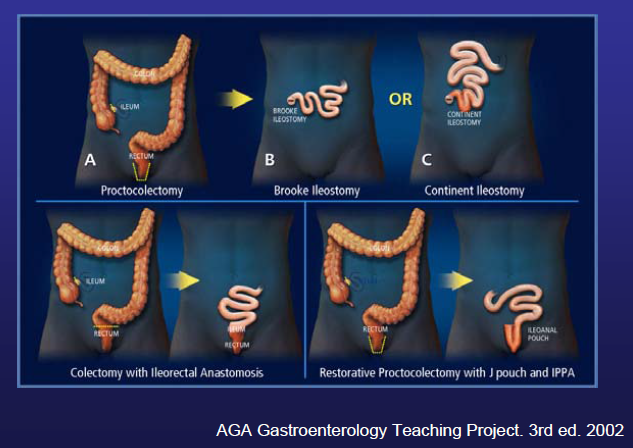 COLON
ILEUM
RECTUM
A
Proctocolectomy
BROOKE
ILEOSTOMY
B
Brooke Ileostomy
OR
CONTINENT
ILEOSTOMY
C
Continent Ileostomy
COLON
ILEUM
RECTUM
ILEUM
RECTUM
Colectomy with Ileorectal Anastomosis
COLON
RECTUM
ILEOANAL
POUCH
Restorative Proctocolectomy with J pouch and IPPA
AGA Gastroenterology Teaching Project. 3rd ed. 2002